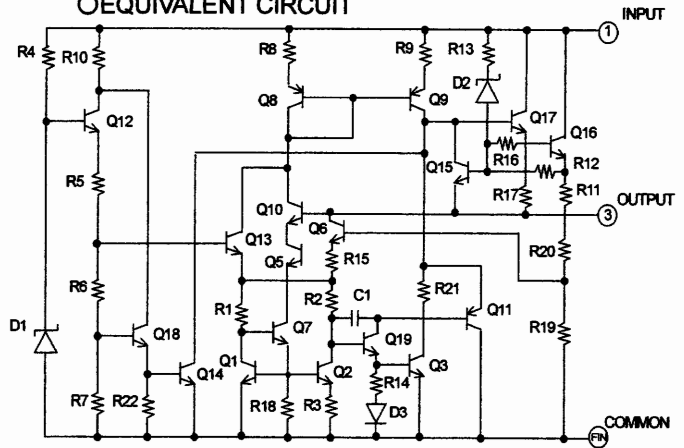 OEQUIVALENT CIRCUIT
INPUT
1
R4
R10
R8
R9
R13
D2
Q8
Q9
Q17
Q16
Q12
R16
R12
Q15
R17
R11
R5
OUTPUT
3
Q10
Q6
Q13
Q5
R15
R20
R6
R1
R2
C1
R21
Q11
R19
D1
Q18
Q7
Q19
Q1
Q2
Q3
Q14
R14
R7
R22
R18
R3
D3
COMMON
FIN